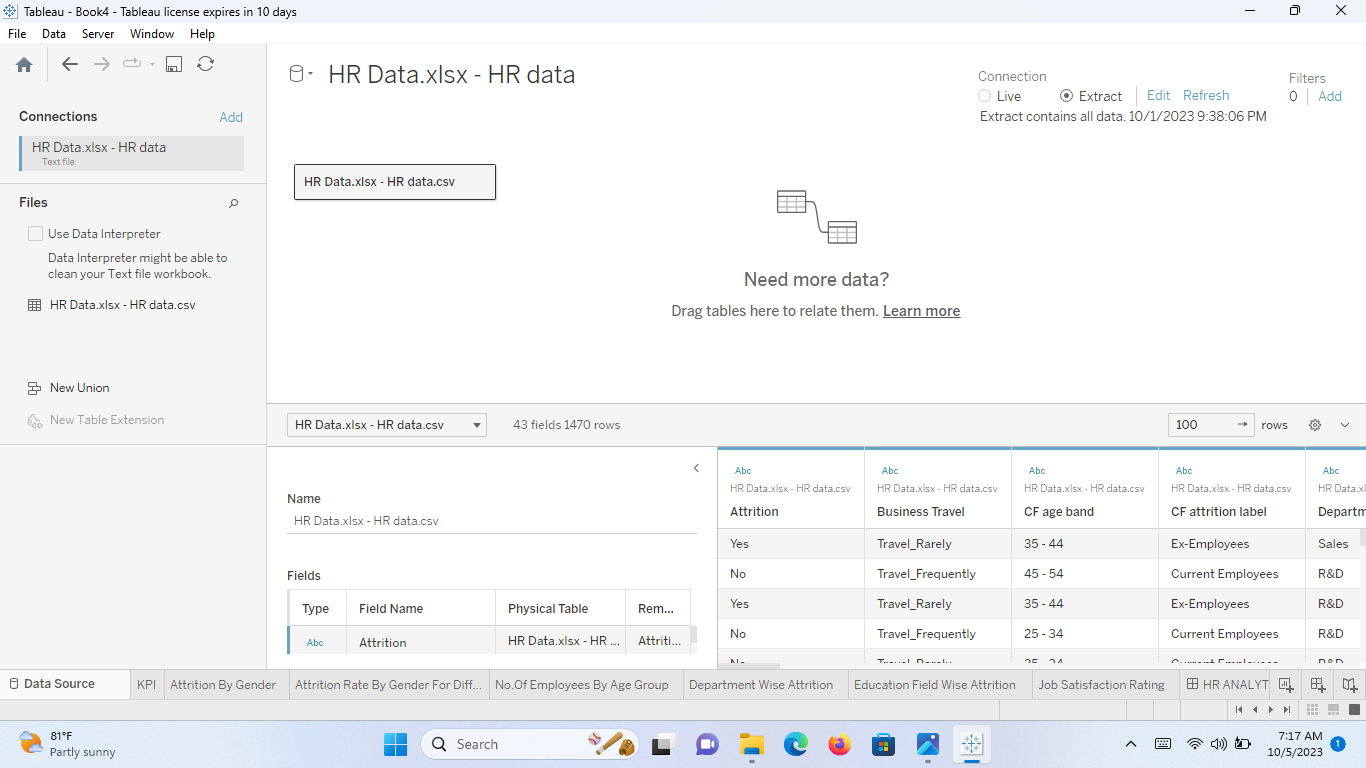 Tableau - Book4 - Tableau license expires in 10 days
File Data Server Window Help
HR Data.xlsx - HR data
Connection
Live Extract Edit Refresh
Extract contains all data. 10/1/2023 9:38:06 PM
Filters
0 Add
Connections Add
HR Data.xlsx - HR data
Text file
Files
Use Data Interpreter
Data Interpreter might be able to
clean your Text file workbook.
HR Data.xlsx - HR data.csv
New Union
New Table Extension
HR Data.xlsx - HR data.csv
Need more data?
Drag tables here to relate them. Learn more
HR Data.xlsx - HR data.csv 43 fields 1470 rows 100 rows
Name
HR Data.xlsx - HR data.csv
Fields
Type Field Name Physical Table Rem...
Abc Attrition HR Data.xlsx - HR ... Attriti...
Abc Abc Abc Abc Abc
HR Data.xlsx - HR data.csv HR Data.xlsx - HR data.csv HR Data.xlsx - HR data.csv HR Data.xlsx - HR data.csv HR Data.xl
Attrition Business Travel CF age band CF attrition label Departm
Yes Travel_Rarely 35 - 44 Ex-Employees Sales
No Travel_Frequently 45 - 54 Current Employees R&D
Yes Travel_Rarely 35 - 44 Ex-Employees R&D
No Travel_Frequently 25 - 34 Current Employees R&D
No Travel_Rarely 25 - 34 Current Employees R&D
Data Source KPI Attrition By Gender Attrition Rate By Gender For Diff... No.Of Employees By Age Group Department Wise Attrition Education Field Wise Attrition Job Satisfaction Rating HR ANALYT
81°F
Partly sunny
Search
7:17 AM
10/5/2023
1